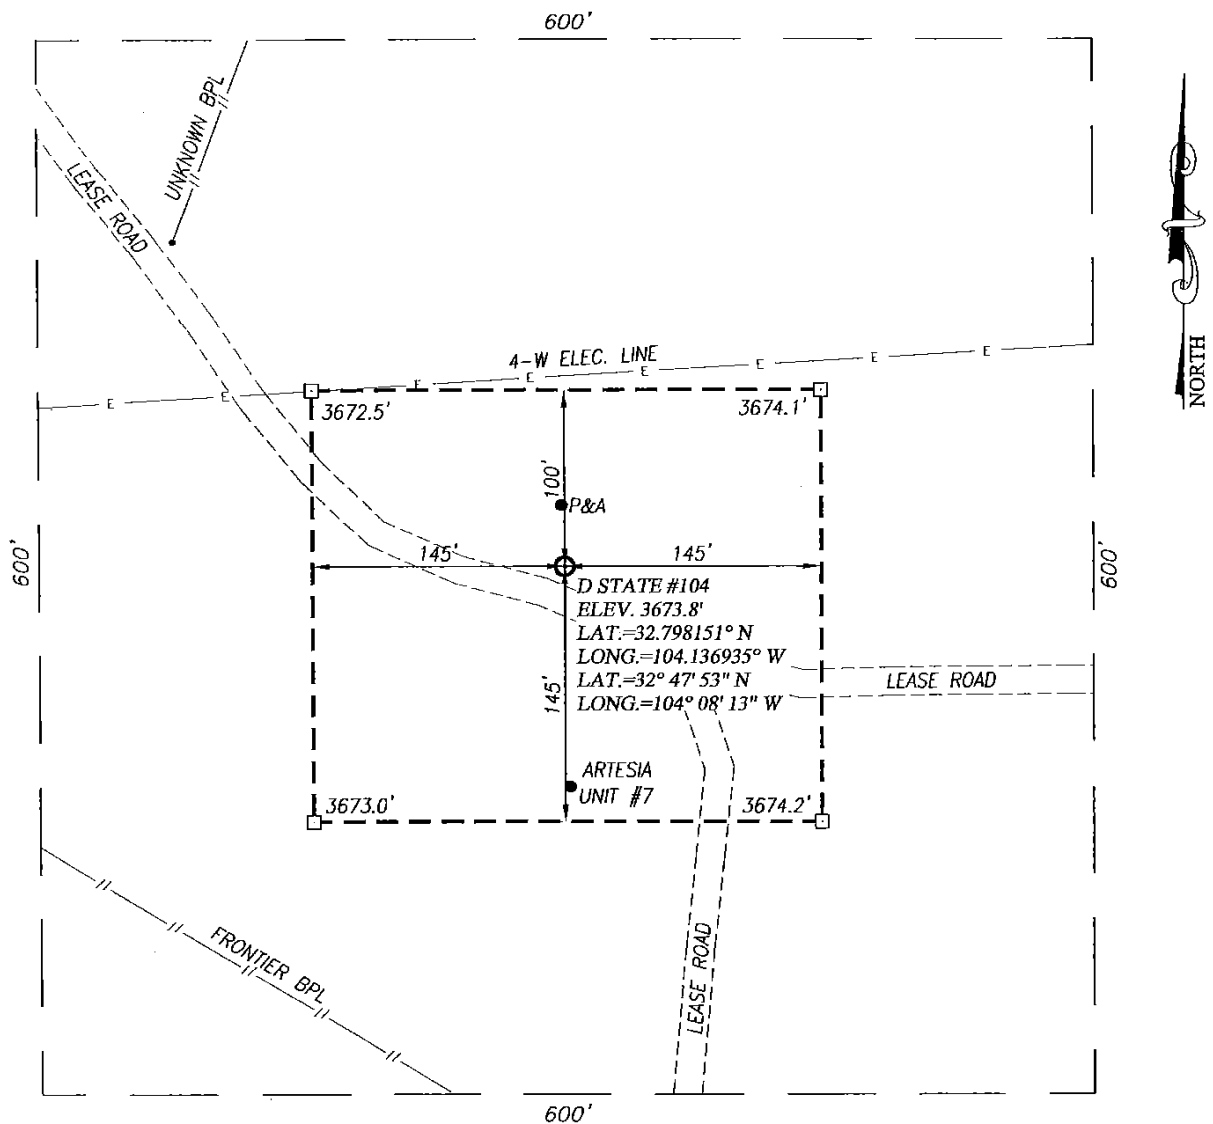 600'
UNKNOWN BPL
LEASE ROAD
NORTH
4-W ELEC. LINE
E E E E E E E E
3672.5'
3674.1'
100'
P&A
600'
145'
145'
600'
D STATE #104
ELEV. 3673.8'
LAT.=32.798151° N
LONG.=104.136935° W
LAT.=32° 47' 53" N
LONG.=104° 08' 13" W
145'
LEASE ROAD
ARTESIA
UNIT #7
3673.0'
3674.2'
FRONTIER BPL
LEASE ROAD
600'